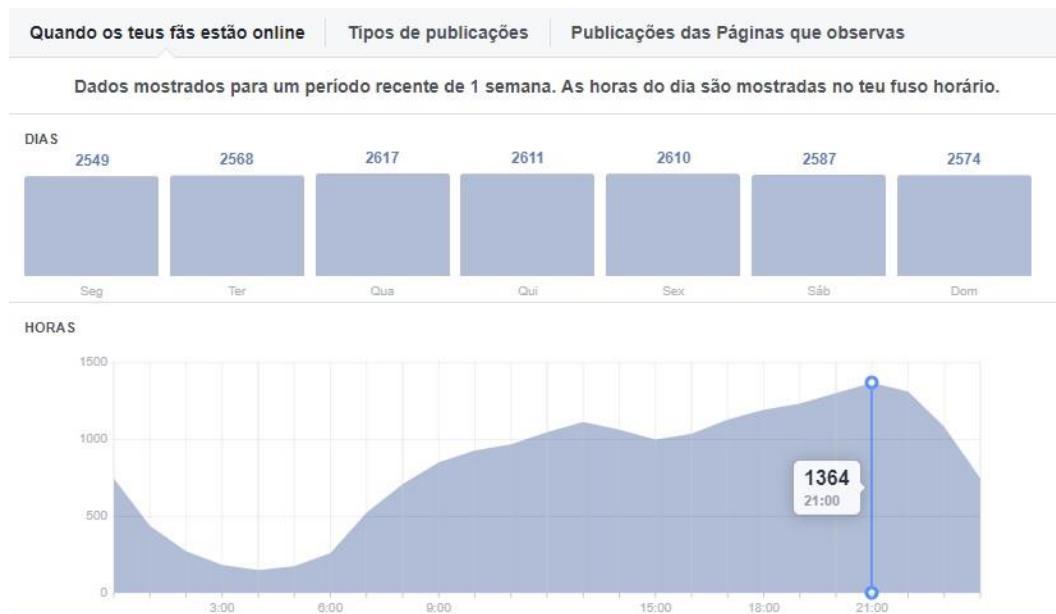 Quando os teus fãs estão online Tipos de publicações Publicações das Páginas que observas
Dados mostrados para um período recente de 1 semana. As horas do dia são mostradas no teu fuso horário.
DIAS
2549 2568 2617 2611 2610 2587 2574
Seg Ter Qua Qui Sex Sáb Dom
HORAS
1500
1000
1364
500
21:00
0
3:00 6:00 9:00 15:00 18:00 21:00